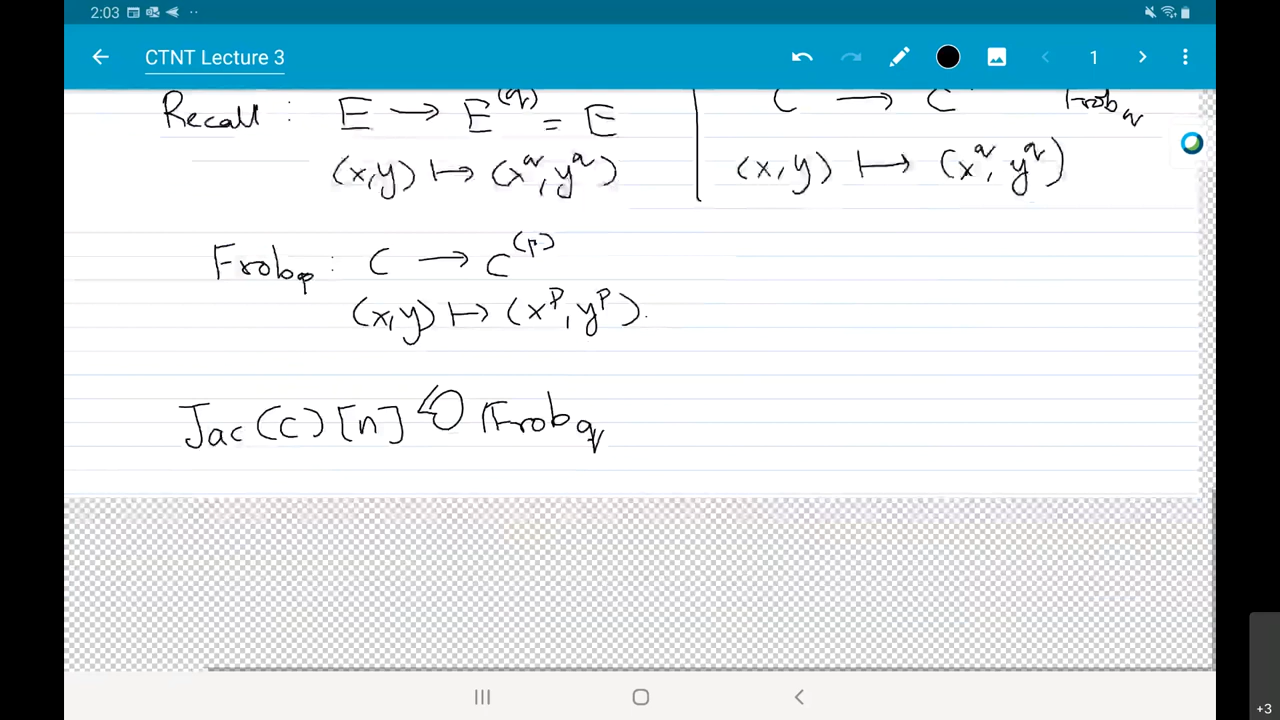 2:03
CTNT Lecture 3
1
Recall : E → E^(q) = E
(x,y) ↦ (x^q, y^q)
C → C Frob_q
(x,y) ↦ (x^q, y^q)
Frob_p : C → C^(p)
(x,y) ↦ (x^p, y^p).
Jac(C)[n] ↺ Frob_q
+3